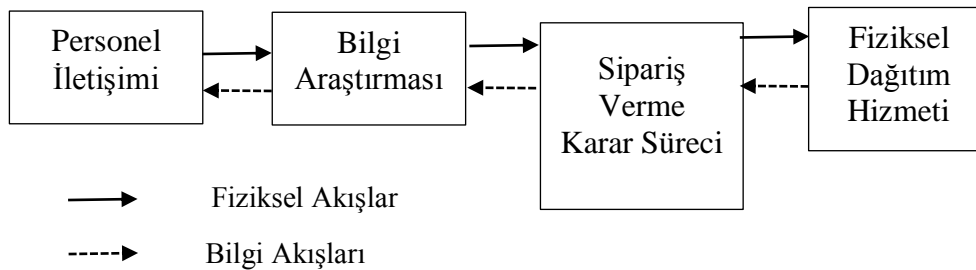 Personel
İletişimi
Bilgi
Araştırması
Sipariş
Verme
Karar Süreci
Fiziksel
Dağıtım
Hizmeti
Fiziksel Akışlar
Bilgi Akışları